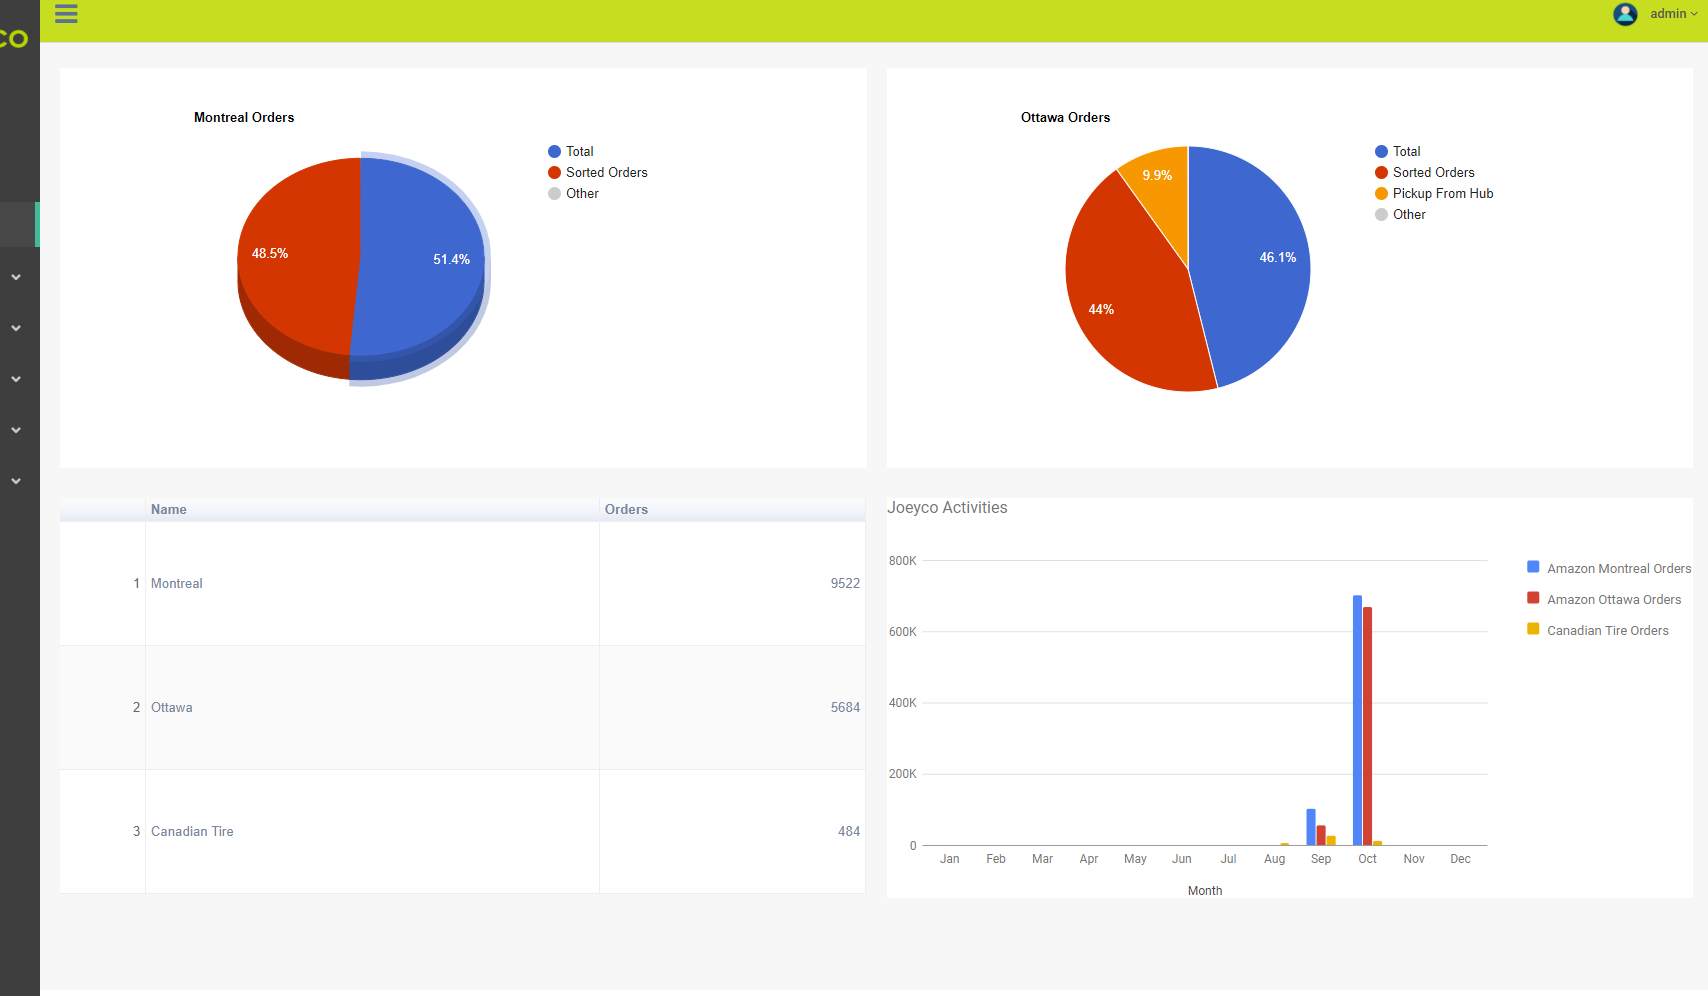 co
admin
Montreal Orders
Total
Sorted Orders
Other
48.5%
51.4%
Ottawa Orders
Total
Sorted Orders
Pickup From Hub
Other
9.9%
46.1%
44%
Name Orders
1 Montreal 9522
2 Ottawa 5684
3 Canadian Tire 484
Joeyco Activities
800K
600K
400K
200K
0
Jan Feb Mar Apr May Jun Jul Aug Sep Oct Nov Dec
Month
Amazon Montreal Orders
Amazon Ottawa Orders
Canadian Tire Orders